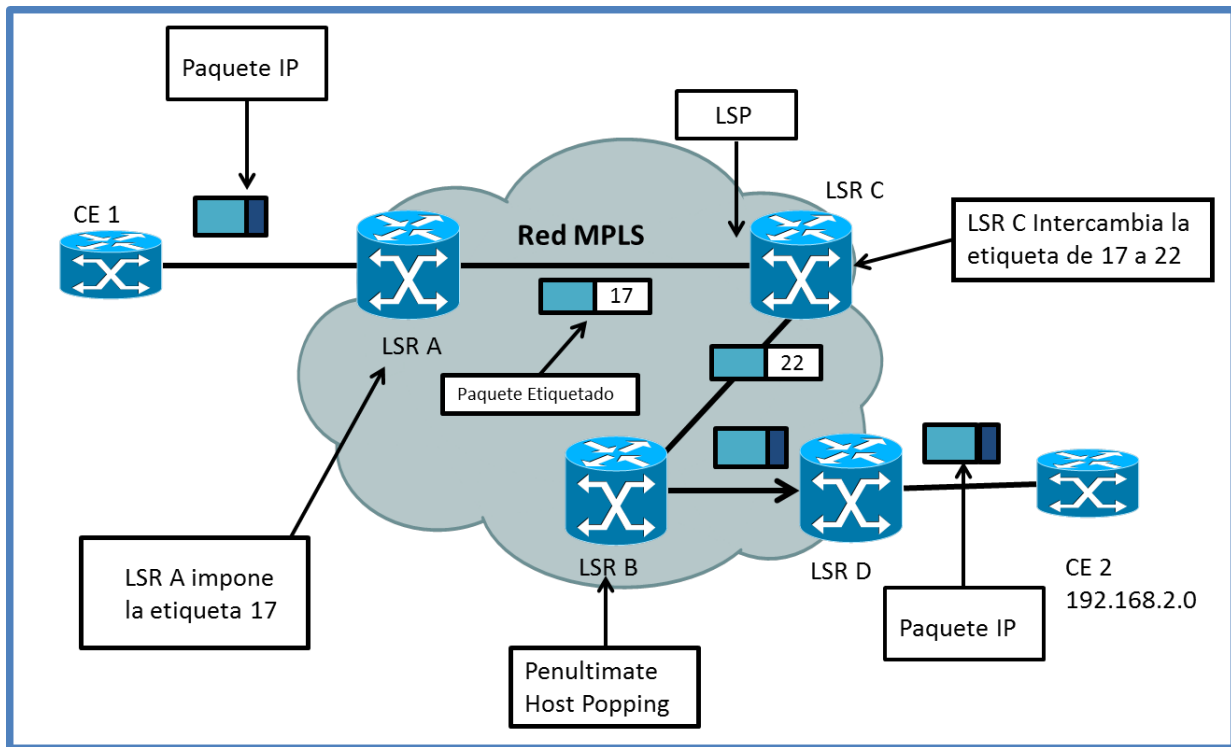 Paquete IP
LSP
CE 1
LSR C
Red MPLS
LSR C Intercambia la
etiqueta de 17 a 22
17
LSR A
22
Paquete Etiquetado
LSR A impone
la etiqueta 17
LSR B
LSR D
CE 2
192.168.2.0
Paquete IP
Penultimate
Host Popping